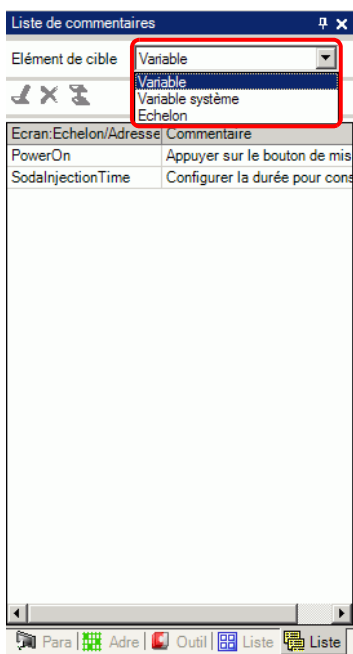 Liste de commentaires
Elément de cible Variable
Variable
Variable système
Echelon
Ecran:Echelon/Adresse Commentaire
PowerOn Appuyer sur le bouton de mis
SodaInjectionTime Configurer la durée pour cons
Para Adre Outil Liste Liste